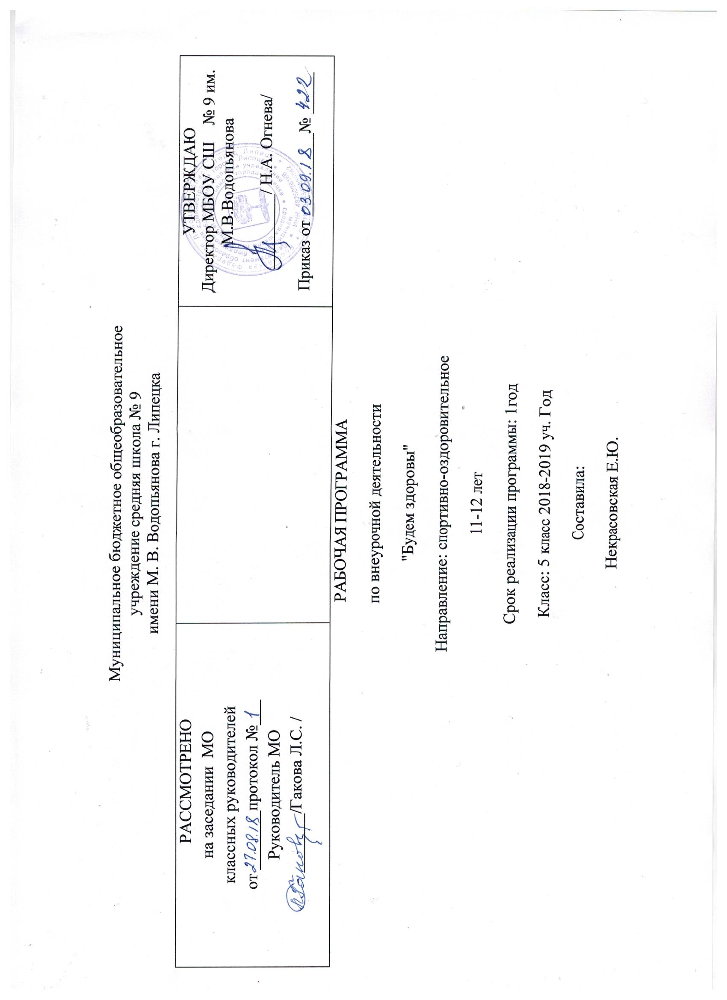 Муниципальное бюджетное общеобразовательное
учреждение средняя школа № 9
имени М. В. Водопьянова г. Липецка
РАССМОТРЕНО
на заседании МО
классных руководителей
от 27.08.18 протокол № 1
Руководитель МО
/Гакова Л.С. /
УТВЕРЖДАЮ
Директор МБОУ СШ № 9 им.
М.В.Водопьянова
/ Н.А. Огнева/
Приказ от 03.09.18 № 422
РАБОЧАЯ ПРОГРАММА
по внеурочной деятельности
"Будем здоровы"
Направление: спортивно-оздоровительное
11-12 лет
Срок реализации программы: 1год
Класс: 5 класс 2018-2019 уч. Год
Составила:
Некрасовская Е.Ю.